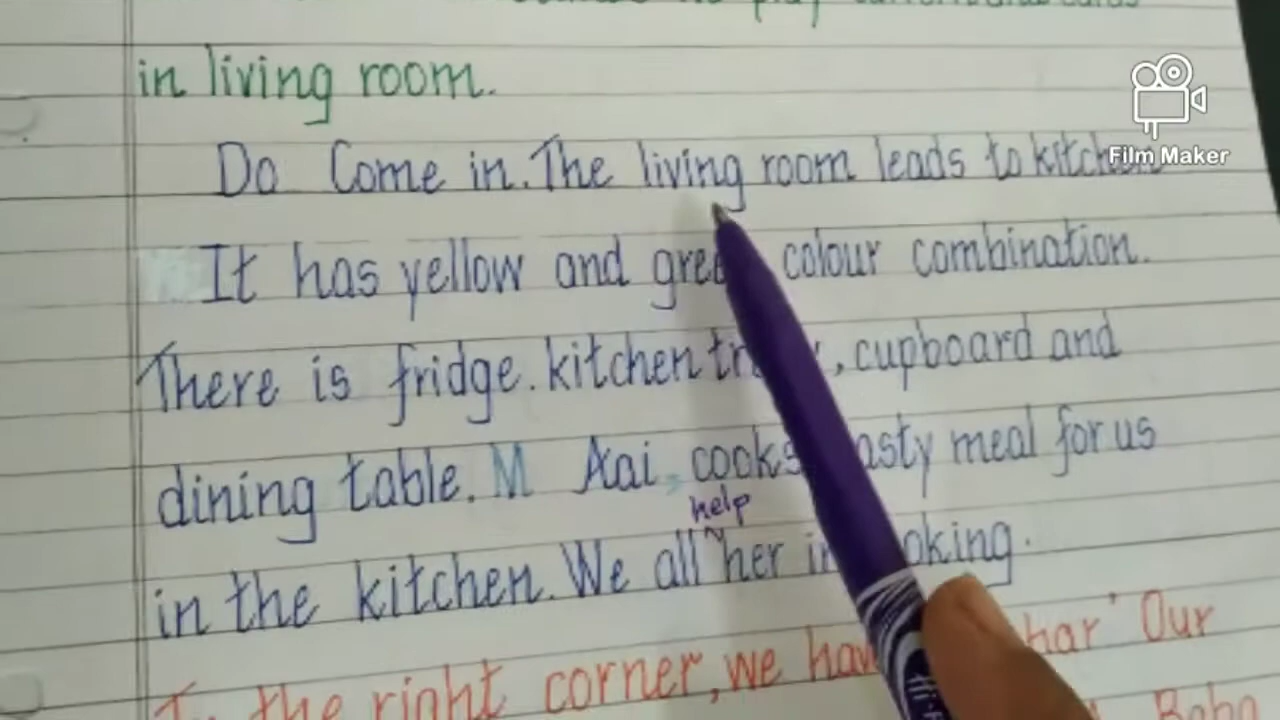 play
in living room.
Do Come in. The living room leads to kitchen
It has yellow and colour combination.
There is fridge. kitchen , cupboard and
dining table. M Aai cooks meal for us
help
in the kitchen. We all her in
the right corner, we Our
Baba
Film Maker